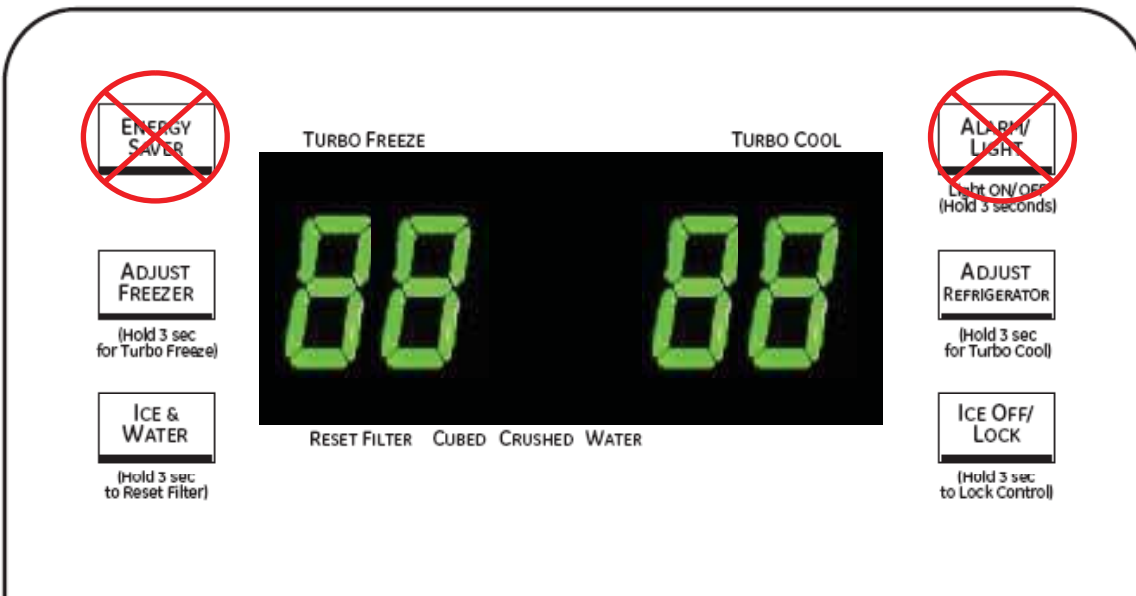 ENERGY
SAVER
TURBO FREEZE
TURBO COOL
ALARM/
LIGHT
Light ON/OFF
(Hold 3 seconds)
88
88
ADJUST
FREEZER
(Hold 3 sec
for Turbo Freeze)
ADJUST
REFRIGERATOR
(Hold 3 sec
for Turbo Cool)
ICE &
WATER
(Hold 3 sec
to Reset Filter)
RESET FILTER CUBED CRUSHED WATER
ICE OFF/
LOCK
(Hold 3 sec
to Lock Control)